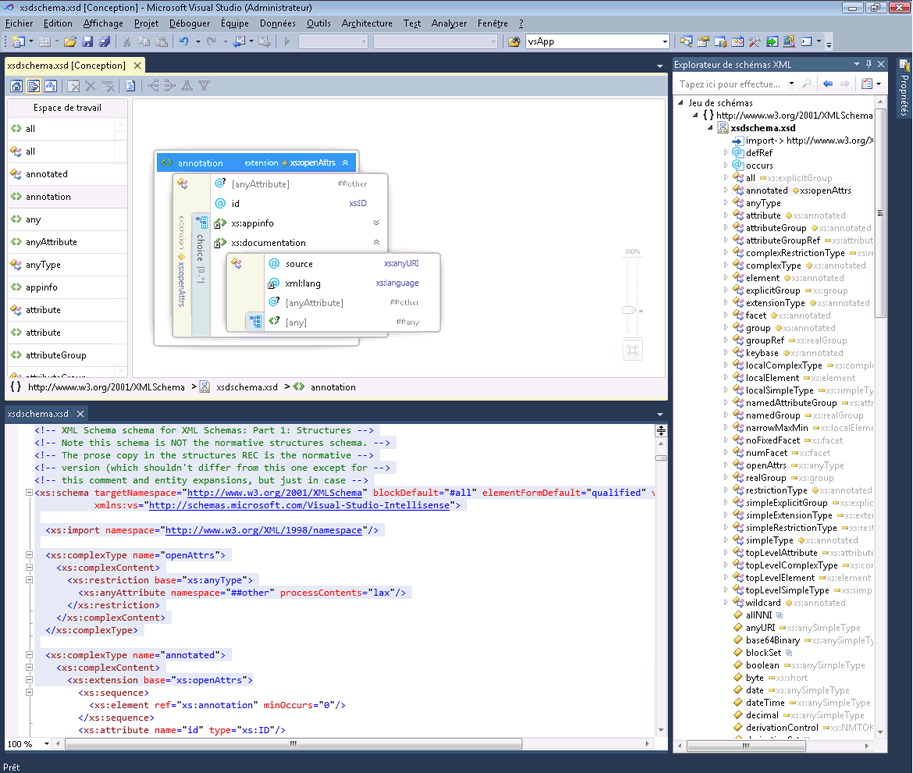 xsdschema.xsd [Conception] - Microsoft Visual Studio (Administrateur)
Fichier Edition Affichage Projet Déboguer Équipe Données Outils Architecture Test Analyser Fenêtre ?
vsApp
xsdschema.xsd [Conception]
Espace de travail
all
all
annotated
annotation
any
anyAttribute
anyType
appinfo
attribute
attribute
attributeGroup
annotation extension xs:openAttrs
extension xs:openAttrs
choice [0..*]
[anyAttribute] ##other
id xs:ID
xs:appinfo
xs:documentation
source xs:anyURI
xml:lang xs:language
[anyAttribute] ##other
[any] ##any
100%
{ } http://www.w3.org/2001/XMLSchema > xsdschema.xsd > annotation
xsdschema.xsd
<!-- XML Schema schema for XML Schemas: Part 1: Structures -->
<!-- Note this schema is NOT the normative structures schema. -->
<!-- The prose copy in the structures REC is the normative -->
<!-- version (which shouldn't differ from this one except for -->
<!-- this comment and entity expansions, but just in case -->
<xs:schema targetNamespace="http://www.w3.org/2001/XMLSchema" blockDefault="#all" elementFormDefault="qualified" v
xmlns:vs="http://schemas.microsoft.com/Visual-Studio-Intellisense">
<xs:import namespace="http://www.w3.org/XML/1998/namespace"/>
<xs:complexType name="openAttrs">
<xs:complexContent>
<xs:restriction base="xs:anyType">
<xs:anyAttribute namespace="##other" processContents="lax"/>
</xs:restriction>
</xs:complexContent>
</xs:complexType>
<xs:complexType name="annotated">
<xs:complexContent>
<xs:extension base="xs:openAttrs">
<xs:sequence>
<xs:element ref="xs:annotation" minOccurs="0"/>
</xs:sequence>
<xs:attribute name="id" type="xs:ID"/>
100 %
Prêt
Explorateur de schémas XML
Tapez ici pour effectue...
Jeu de schémas
{ } http://www.w3.org/2001/XMLSchema
xsdschema.xsd
import-> http://www.w3.org/X
defRef
occurs
all xs:explicitGroup
annotated xs:openAttrs
anyType
attribute xs:annotated
attributeGroup xs:annotated
attributeGroupRef xs:attribut
complexRestrictionType xs:
complexType xs:annotated
element xs:annotated
explicitGroup xs:group
extensionType xs:annotated
facet xs:annotated
group xs:annotated
groupRef xs:realGroup
keybase xs:annotated
localComplexType xs:comple
localElement xs:element
localSimpleType xs:simpleT
namedAttributeGroup xs:at
namedGroup xs:realGroup
narrowMaxMin xs:localElem
noFixedFacet xs:facet
numFacet xs:facet
openAttrs xs:anyType
realGroup xs:group
restrictionType xs:annotated
simpleExplicitGroup xs:expl
simpleExtensionType xs:ext
simpleRestrictionType xs:re
simpleType xs:annotated
topLevelAttribute xs:attribut
topLevelComplexType xs:co
topLevelElement xs:element
topLevelSimpleType xs:simp
wildcard xs:annotated
allNNI
anyURI xs:anySimpleType
base64Binary xs:anySimpleTy
blockSet
boolean xs:anySimpleType
byte xs:short
date xs:anySimpleType
dateTime xs:anySimpleType
decimal xs:anySimpleType
derivationControl xs:NMTOK
Propriétés